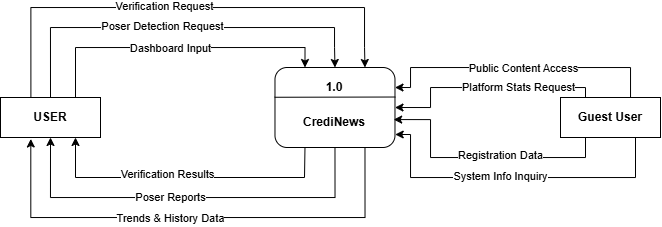 Verification Request
Poser Detection Request
Dashboard Input
Public Content Access
1.0
Platform Stats Request
USER
CrediNews
Guest User
Registration Data
Verification Results
System Info Inquiry
Poser Reports
Trends & History Data